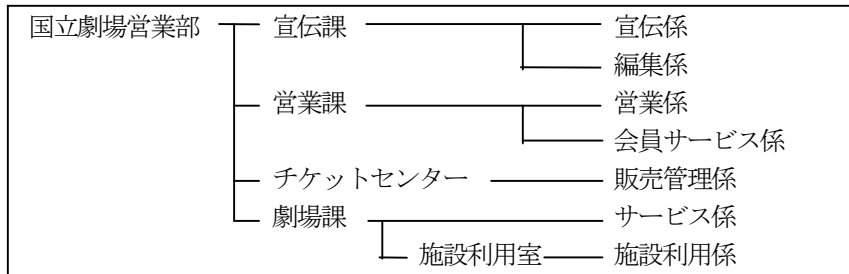 国立劇場営業部 宣伝課 宣伝係
編集係
営業課 営業係
会員サービス係
チケットセンター 販売管理係
劇場課 サービス係
施設利用室 施設利用係